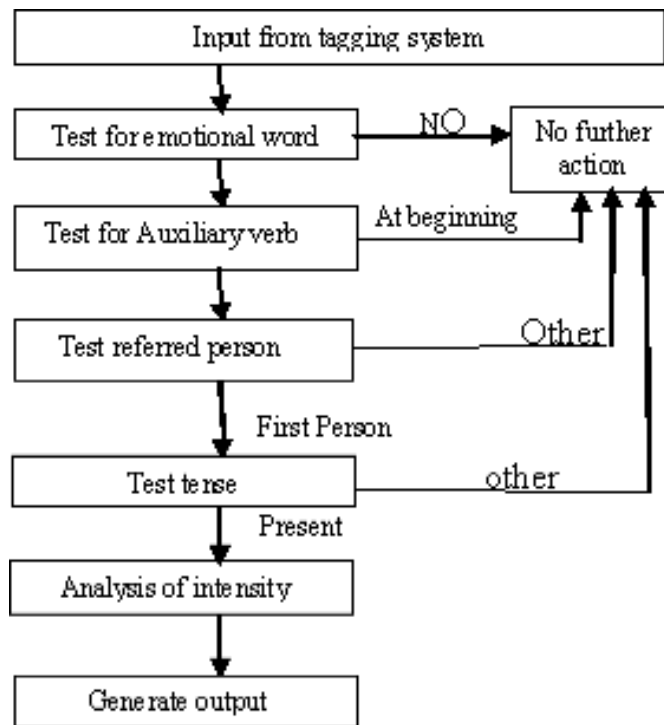 Input from tagging system
Test for emotional word
NO
No further
action
Test for Auxiliary verb
At beginning
Test referred person
Other
First Person
Test tense
other
Present
Analysis of intensity
Generate output